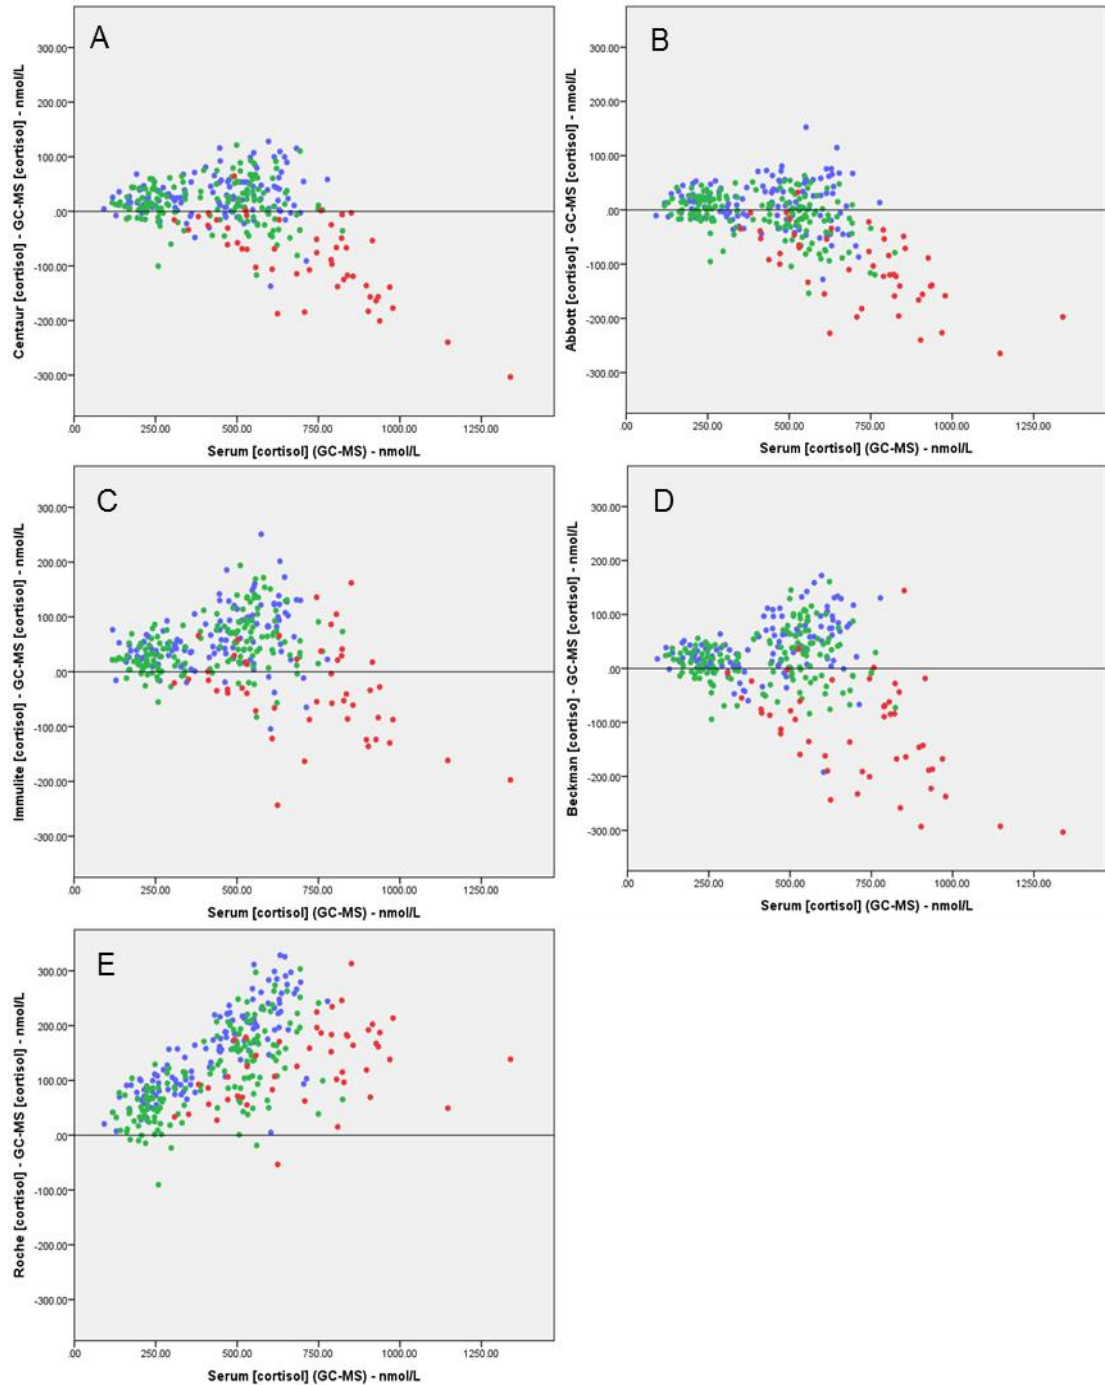 A
Centaur [cortisol] - GC-MS [cortisol] - nmol/L
300.00
200.00
100.00
.00
-100.00
-200.00
-300.00
.00 250.00 500.00 750.00 1000.00 1250.00
Serum [cortisol] (GC-MS) - nmol/L
B
Abbott [cortisol] - GC-MS [cortisol] - nmol/L
300.00
200.00
100.00
.00
-100.00
-200.00
-300.00
.00 250.00 500.00 750.00 1000.00 1250.00
Serum [cortisol] (GC-MS) - nmol/L
C
Immulite [cortisol] - GC-MS [cortisol] - nmol/L
300.00
200.00
100.00
.00
-100.00
-200.00
-300.00
.00 250.00 500.00 750.00 1000.00 1250.00
Serum [cortisol] (GC-MS) - nmol/L
D
Beckman [cortiso] - GC-MS [cortisol] - nmol/L
300.00
200.00
100.00
.00
-100.00
-200.00
-300.00
.00 250.00 500.00 750.00 1000.00 1250.00
Serum [cortisol] (GC-MS) - nmol/L
E
Roche [cortisol] - GC-MS [cortisol] - nmol/L
300.00
200.00
100.00
.00
-100.00
-200.00
-300.00
.00 250.00 500.00 750.00 1000.00 1250.00
Serum [cortisol] (GC-MS) - nmol/L